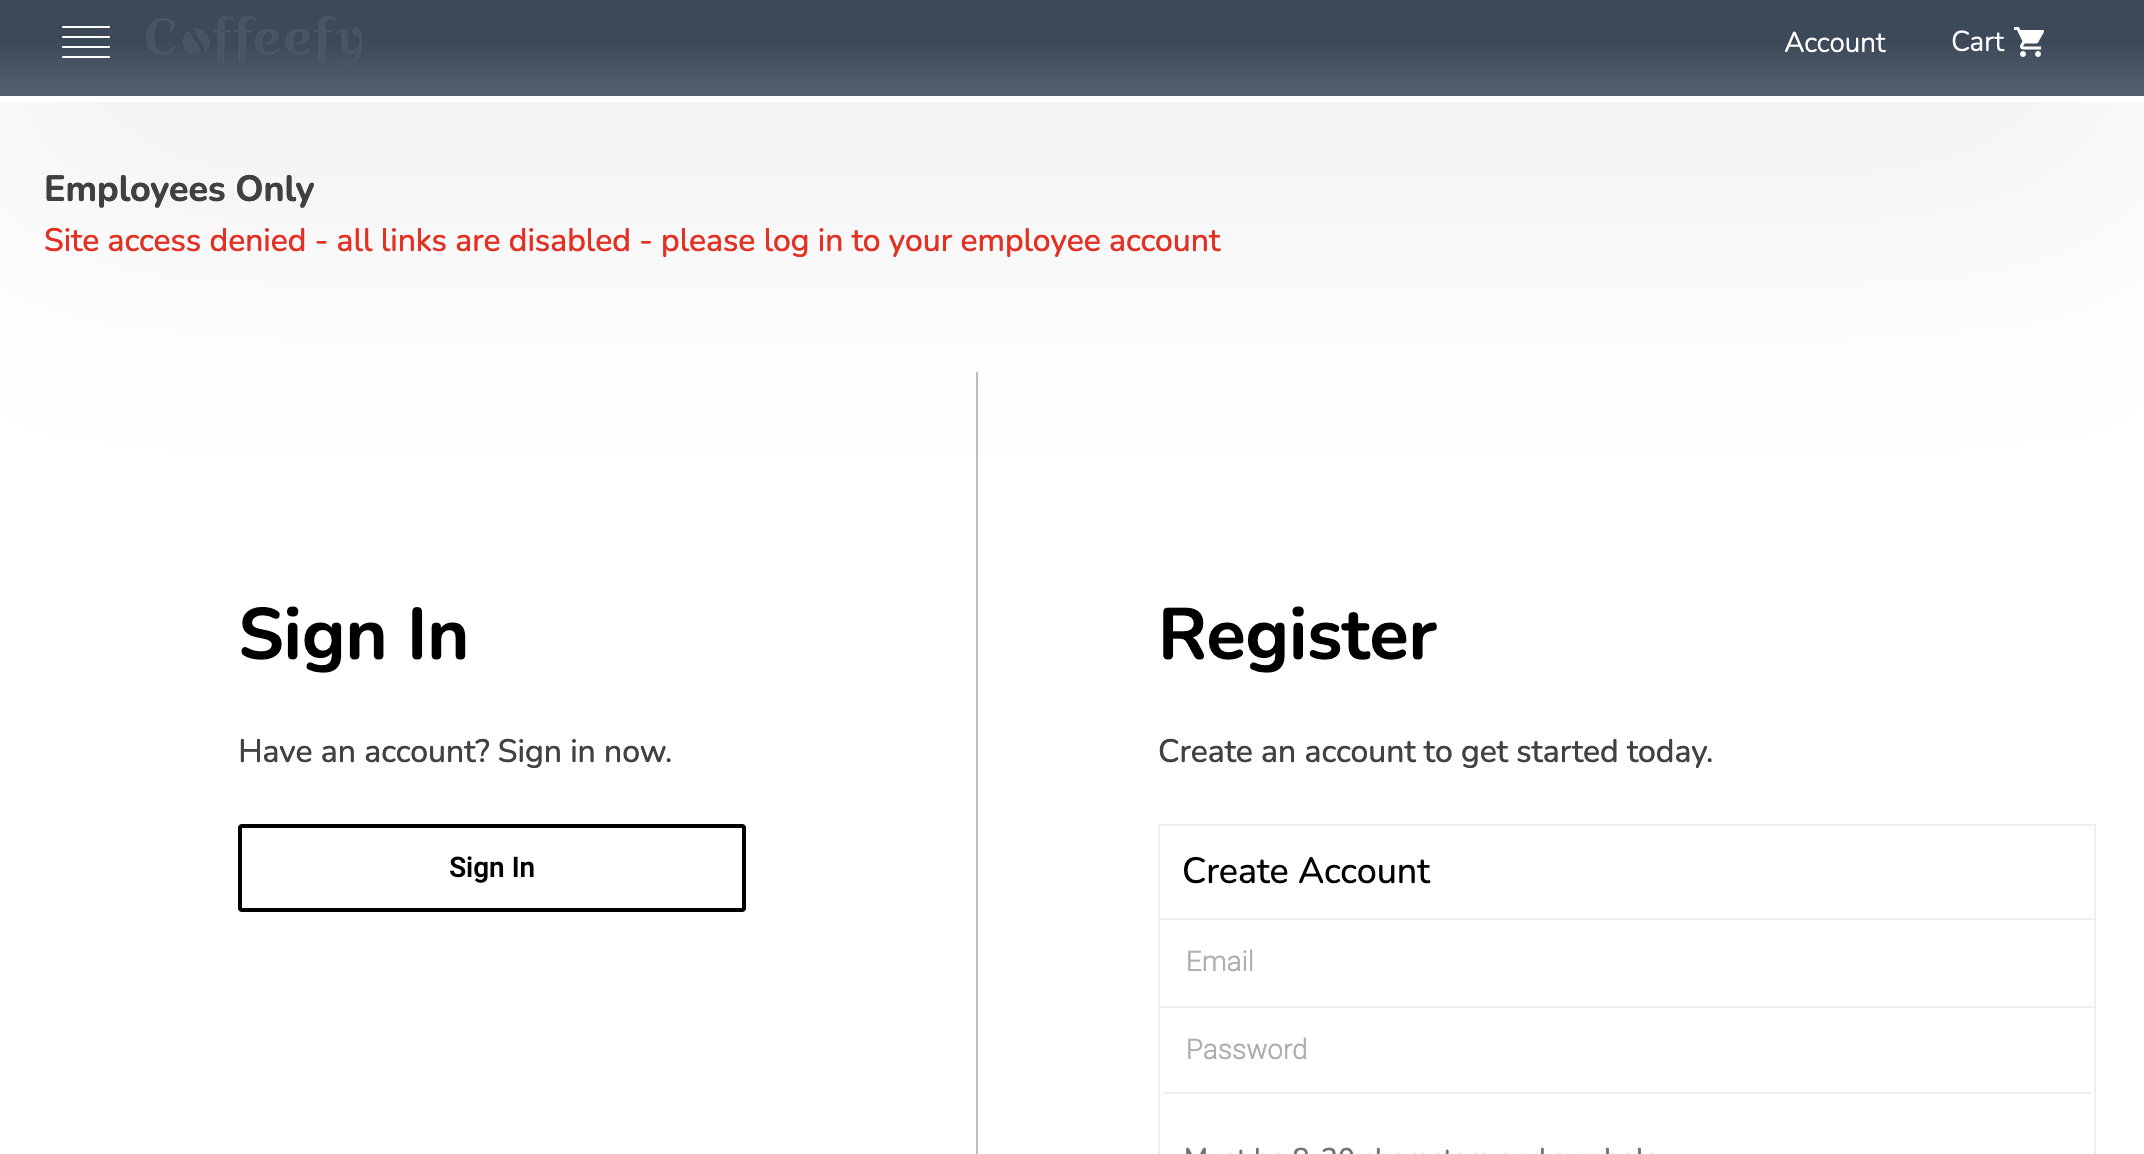 Coffeefy
Account
Cart
Employees Only
Site access denied - all links are disabled - please log in to your employee account
Sign In
Have an account? Sign in now.
Sign In
Register
Create an account to get started today.
Create Account
Email
Password